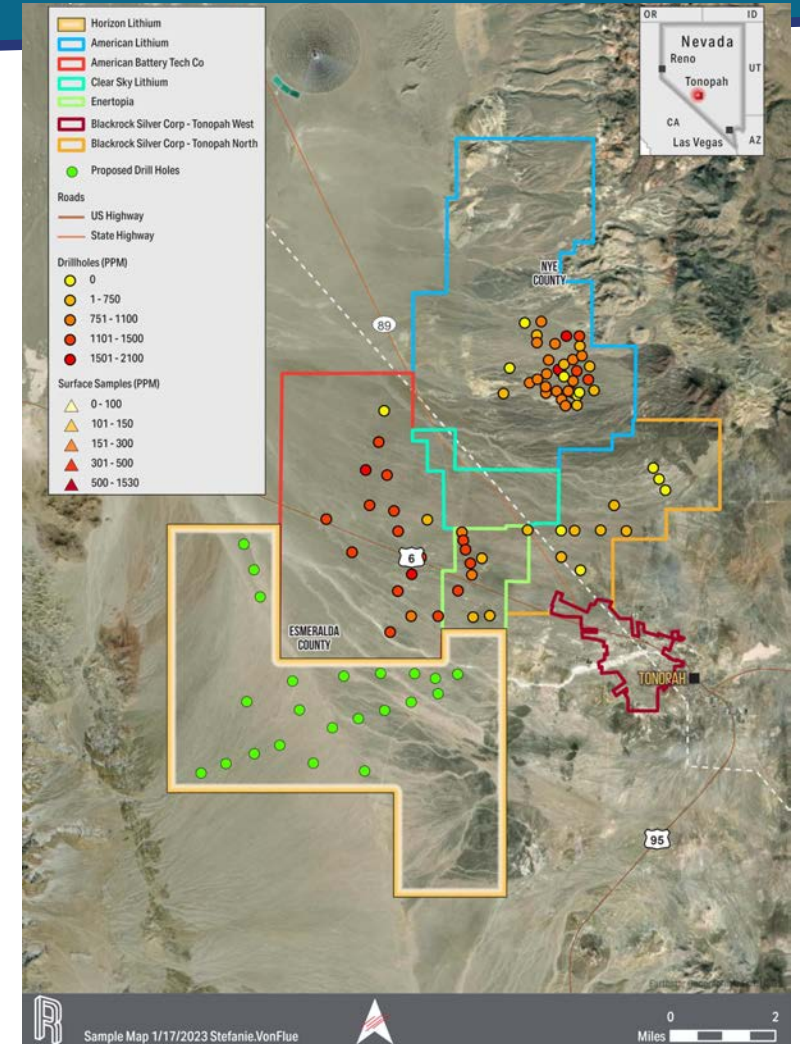 Horizon Lithium
American Lithium
American Battery Tech Co
Clear Sky Lithium
Enertopia
Blackrock Silver Corp - Tonopah West
Blackrock Silver Corp - Tonopah North
Proposed Drill Holes
Roads
US Highway
State Highway
Drillholes (PPM)
0
1 - 750
751 - 1100
1101 - 1500
1501 - 2100
Surface Samples (PPM)
0 - 100
101 - 150
151 - 300
301 - 500
500 - 1530
OR
ID
Nevada
Reno
UT
Tonopah
CA
Las Vegas
AZ
NYE
COUNTY
89
6
ESMERALDA
COUNTY
TONOPAH
95
Sample Map 1/17/2023 Stefanie.VonFlue
0
2
Miles